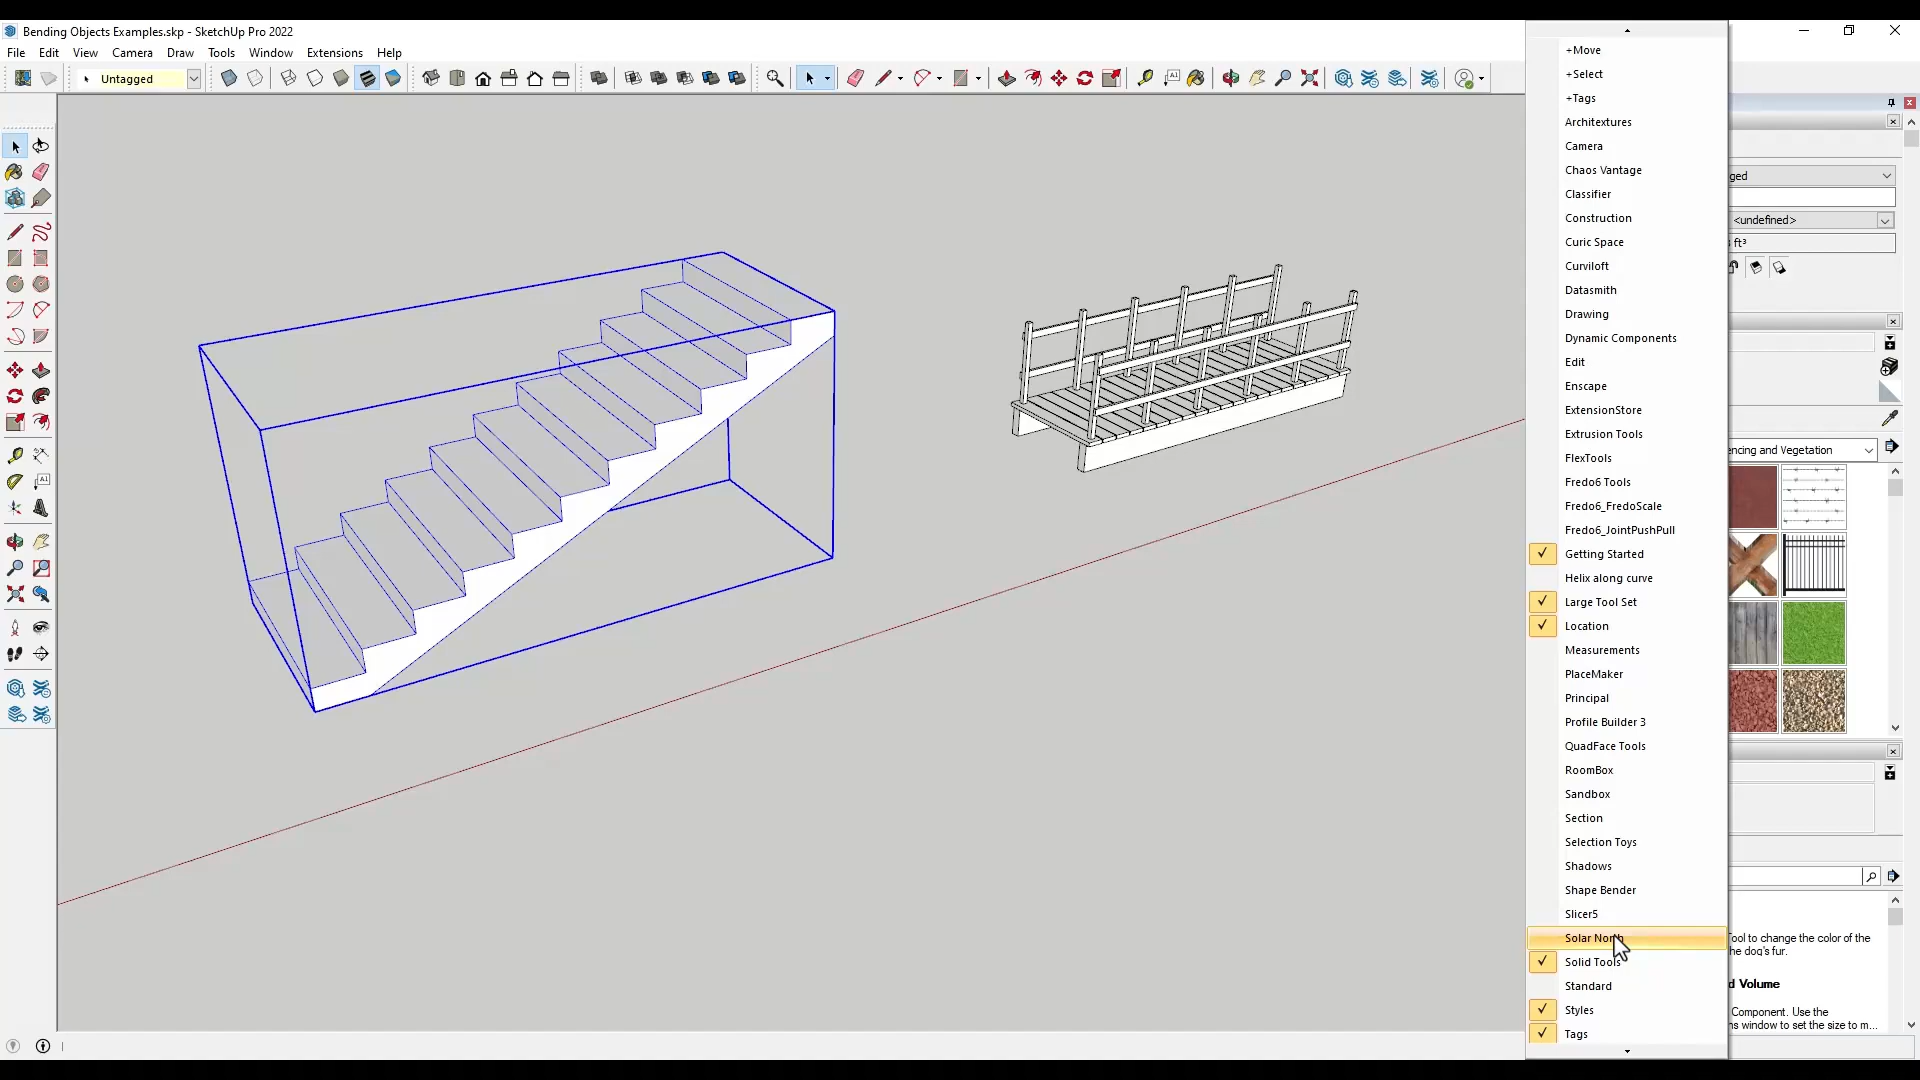 Bending Objects Examples.skp - SketchUp Pro 2022
File Edit View Camera Draw Tools Window Extensions Help
Untagged
+Move
+Select
+Tags
Architextures
Camera
Chaos Vantage
Classifier
Construction
Curic Space
Curviloft
Datasmith
Drawing
Dynamic Components
Edit
Enscape
ExtensionStore
Extrusion Tools
FlexTools
Fredo6 Tools
Fredo6_FredoScale
Fredo6_JointPushPull
Getting Started
Helix along curve
Large Tool Set
Location
Measurements
PlaceMaker
Principal
Profile Builder 3
QuadFace Tools
RoomBox
Sandbox
Section
Selection Toys
Shadows
Shape Bender
Slicer5
Solar North
Solid Tools
Standard
Styles
Tags
ged
<undefined>
ft³
encing and Vegetation
Tool to change the color of the
he dog's fur.
d Volume
Component. Use the
ns window to set the size to m...